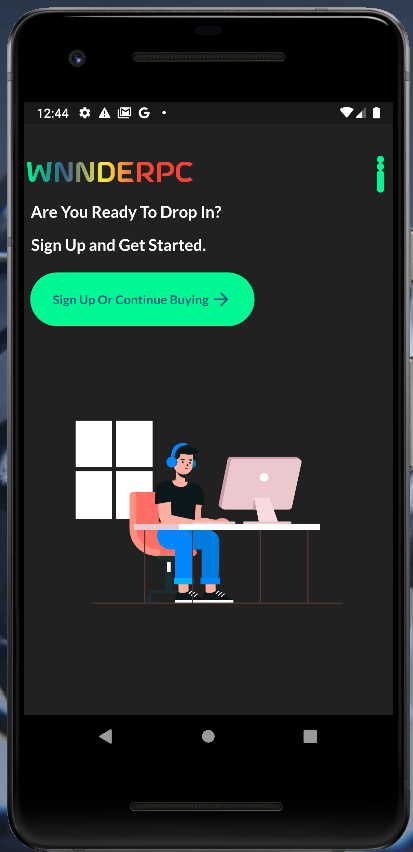 12:44 G
WNNDERPC
Are You Ready To Drop In?
Sign Up and Get Started.
Sign Up Or Continue Buying